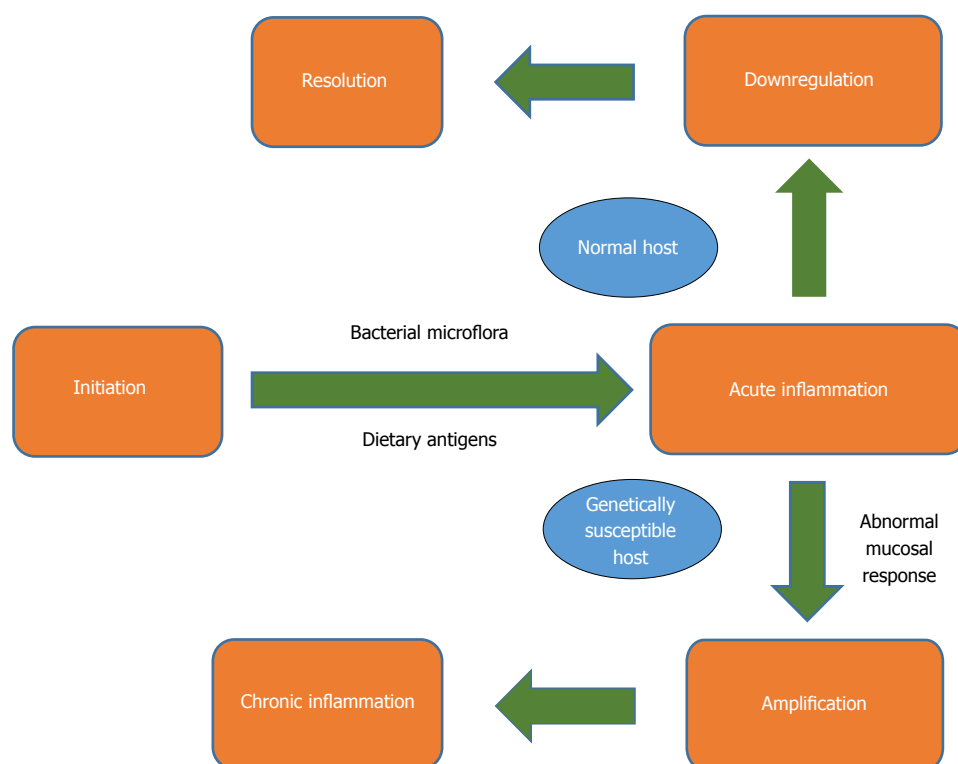 Resolution
Downregulation
Normal host
Bacterial microflora
Initiation
Acute inflammation
Dietary antigens
Genetically
susceptible
host
Abnormal
mucosal
response
Chronic inflammation
Amplification